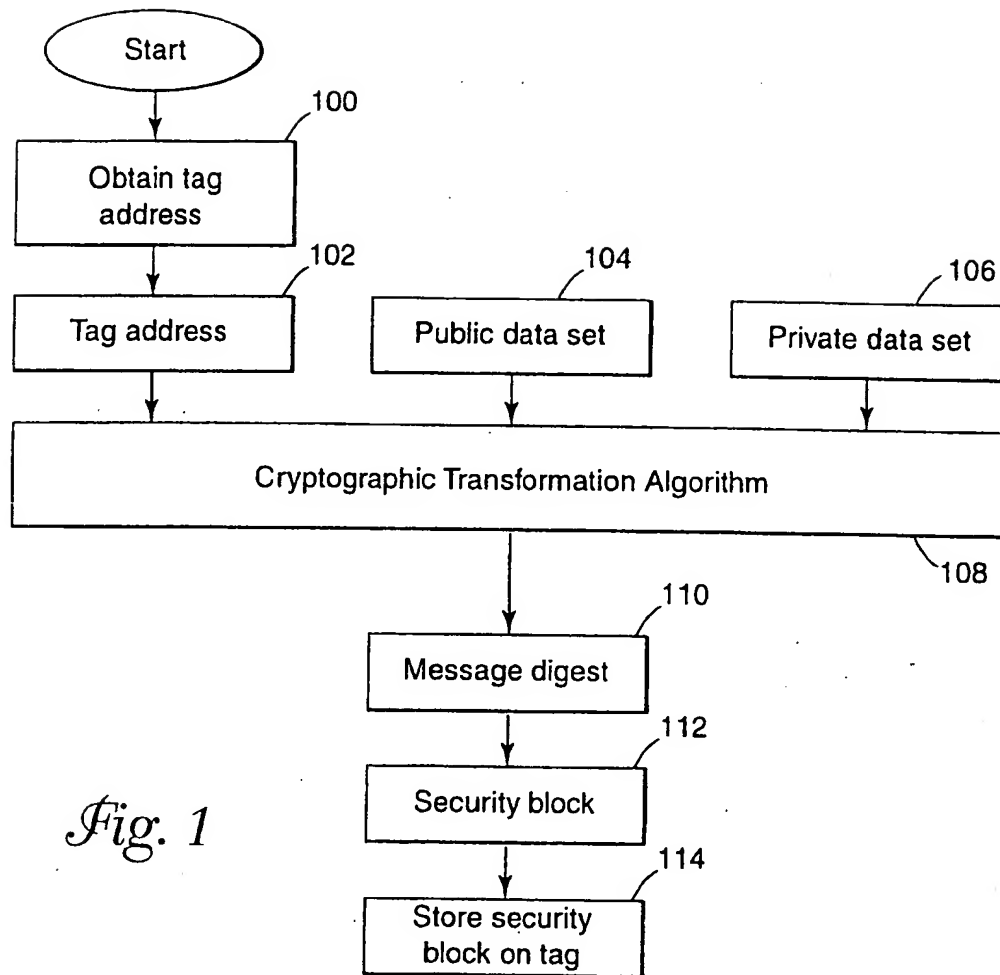 Start
100
Obtain tag
address
102
104
106
Tag address
Public data set
Private data set
Cryptographic Transformation Algorithm
108
110
Message digest
112
Security block
114
Store security
block on tag
Fig. 1